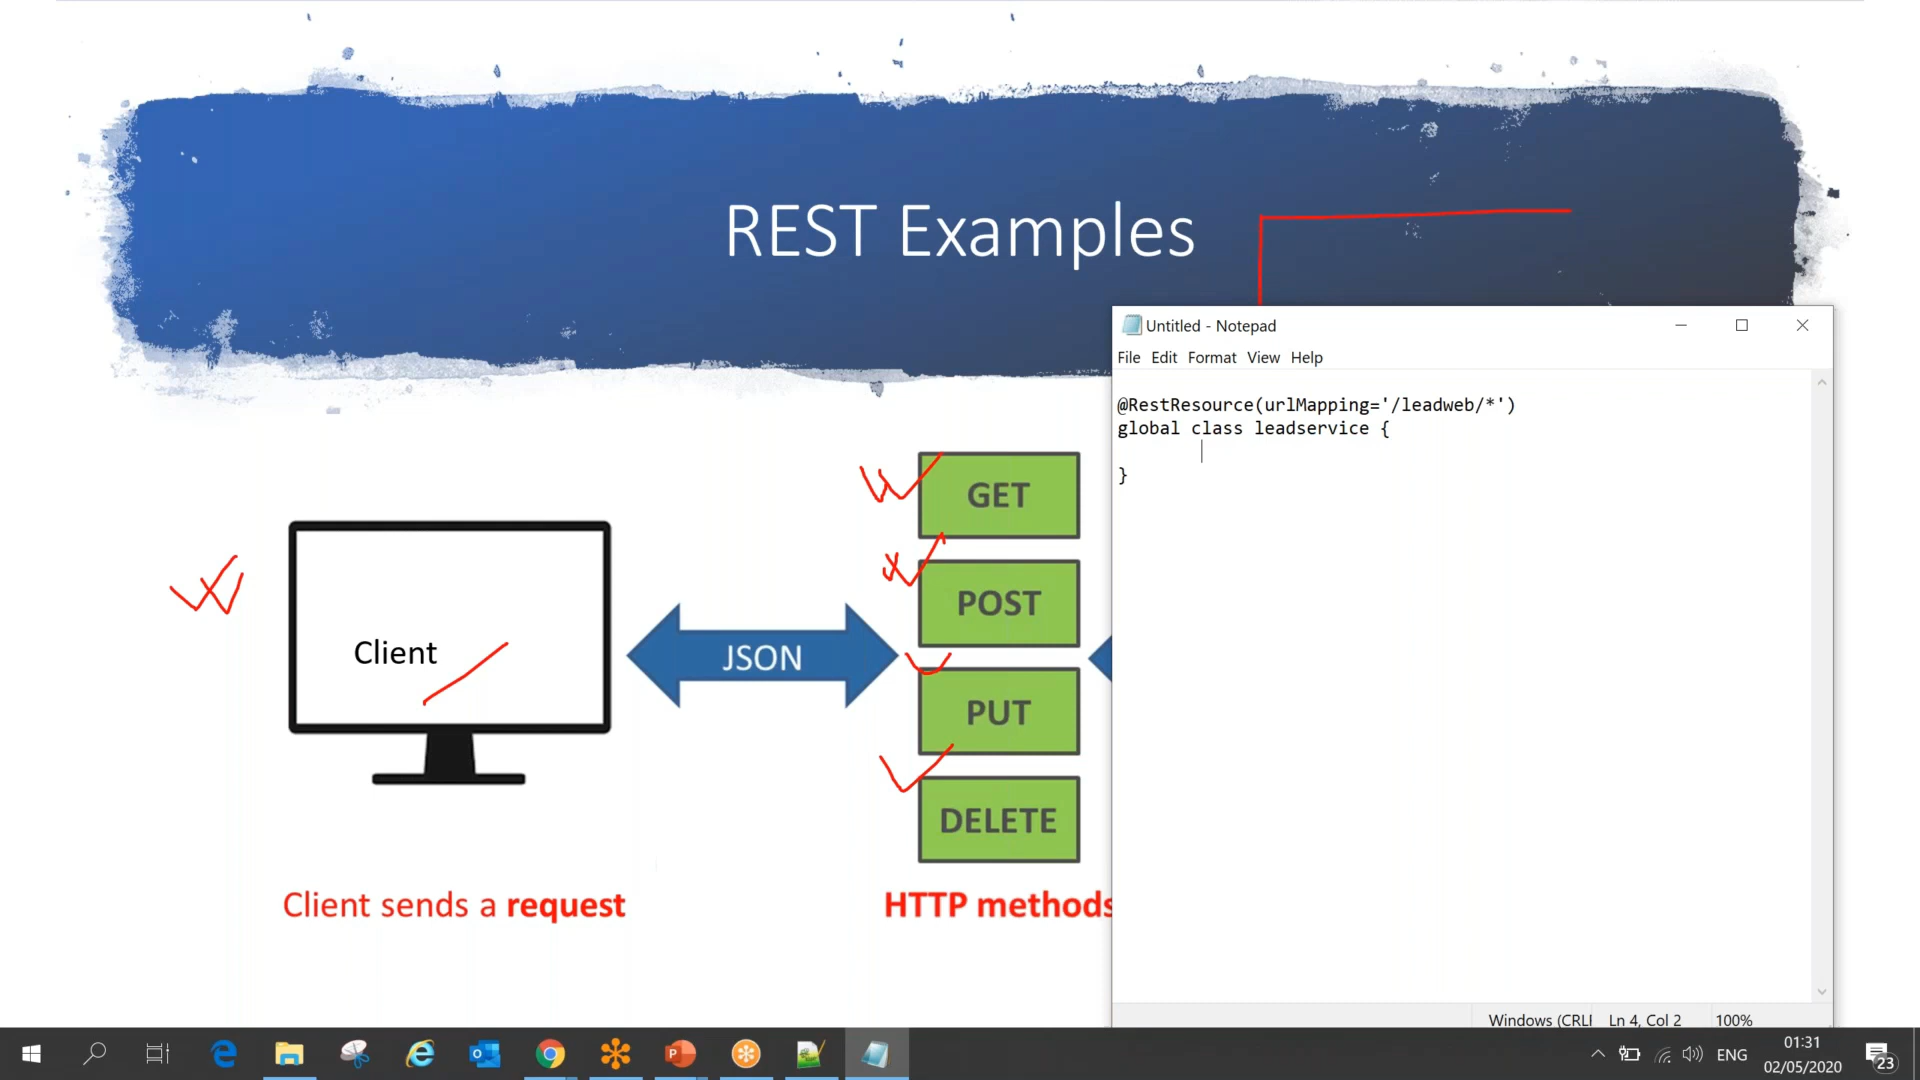 REST Examples
Untitled - Notepad
File Edit Format View Help
@RestResource(urlMapping='/leadweb/*')
global class leadservice {
}
GET
POST
PUT
DELETE
Client
JSON
Client sends a request
HTTP methods
Windows (CRLF
Ln 4, Col 2
100%
ENG
01:31
02/05/2020
23